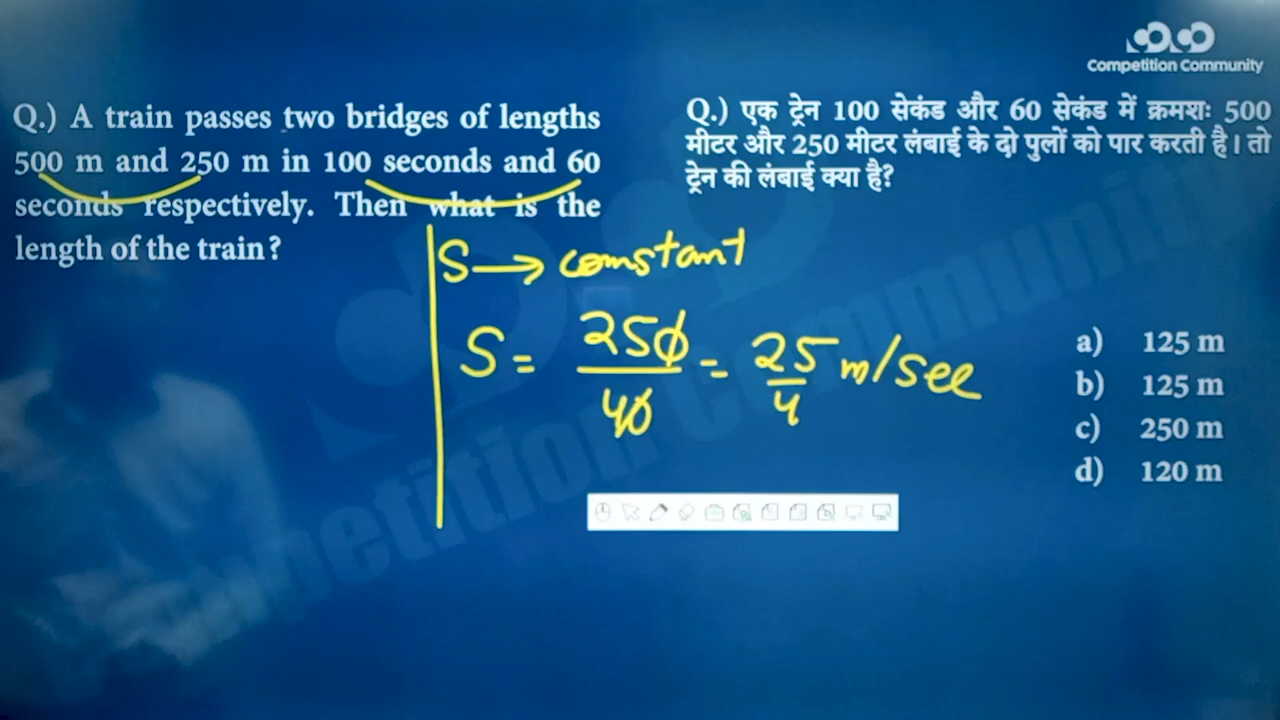 Competition Community
Q.) A train passes two bridges of lengths
500 m and 250 m in 100 seconds and 60
seconds respectively. Then what is the
length of the train?
Q.) एक ट्रेन 100 सेकंड और 60 सेकंड में क्रमशः 500
मीटर और 250 मीटर लंबाई के दो पुलों को पार करती है। तो
ट्रेन की लंबाई क्या है?
S → constant
S = 250/40 = 25/4 m/sec
a) 125 m
b) 125 m
c) 250 m
d) 120 m
Competition Community